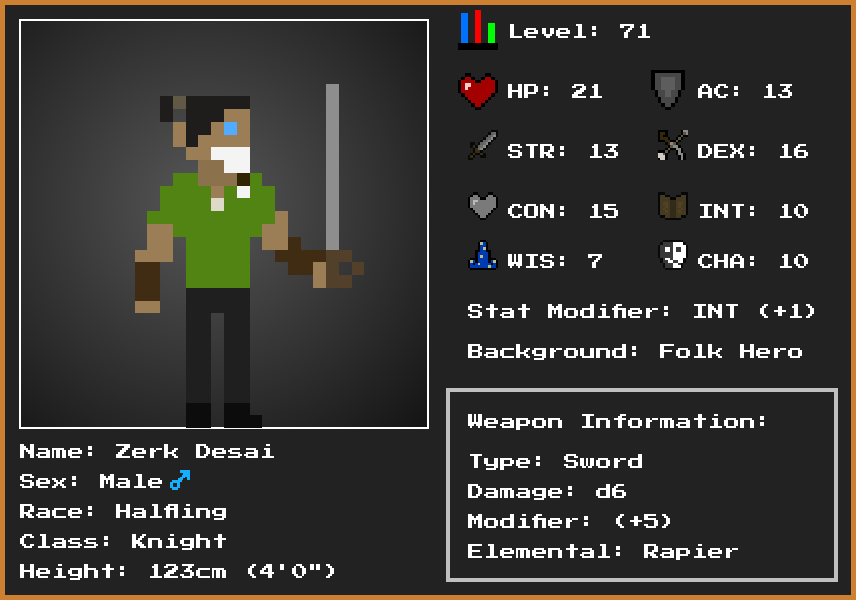 Level: 71
HP: 21 AC: 13
STR: 13 DEX: 16
CON: 15 INT: 10
WIS: 7 CHA: 10
Stat Modifier: INT (+1)
Background: Folk Hero
Weapon Information:
Type: Sword
Damage: d6
Modifier: (+5)
Elemental: Rapier
Name: Zerk Desai
Sex: Male ♂
Race: Halfling
Class: Knight
Height: 123cm (4'0")